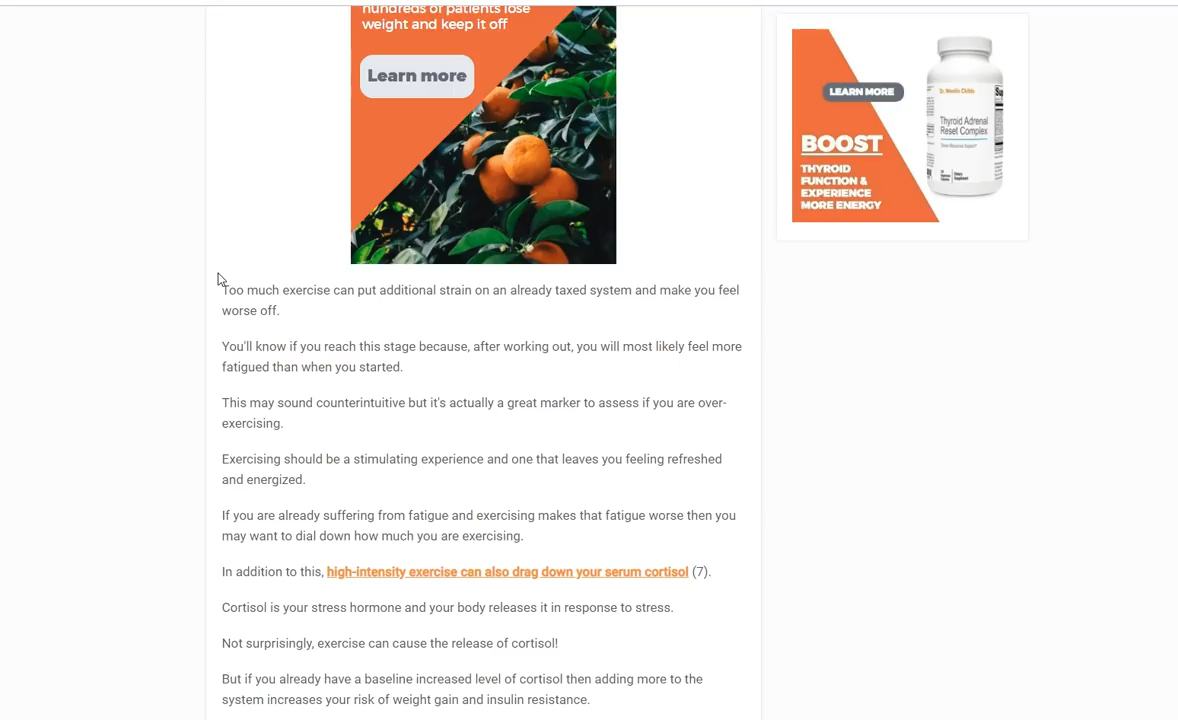 hundreds of patients lose
weight and keep it off
Learn more
Too much exercise can put additional strain on an already taxed system and make you feel
worse off.
You'll know if you reach this stage because, after working out, you will most likely feel more
fatigued than when you started.
This may sound counterintuitive but it's actually a great marker to assess if you are over-
exercising.
Exercising should be a stimulating experience and one that leaves you feeling refreshed
and energized.
If you are already suffering from fatigue and exercising makes that fatigue worse then you
may want to dial down how much you are exercising.
In addition to this, high-intensity exercise can also drag down your serum cortisol (7).
Cortisol is your stress hormone and your body releases it in response to stress.
Not surprisingly, exercise can cause the release of cortisol!
But if you already have a baseline increased level of cortisol then adding more to the
system increases your risk of weight gain and insulin resistance.
LEARN MORE
BOOST
THYROID
FUNCTION &
EXPERIENCE
MORE ENERGY
Dr. Westin Childs
Thyroid Adrenal
Reset Complex